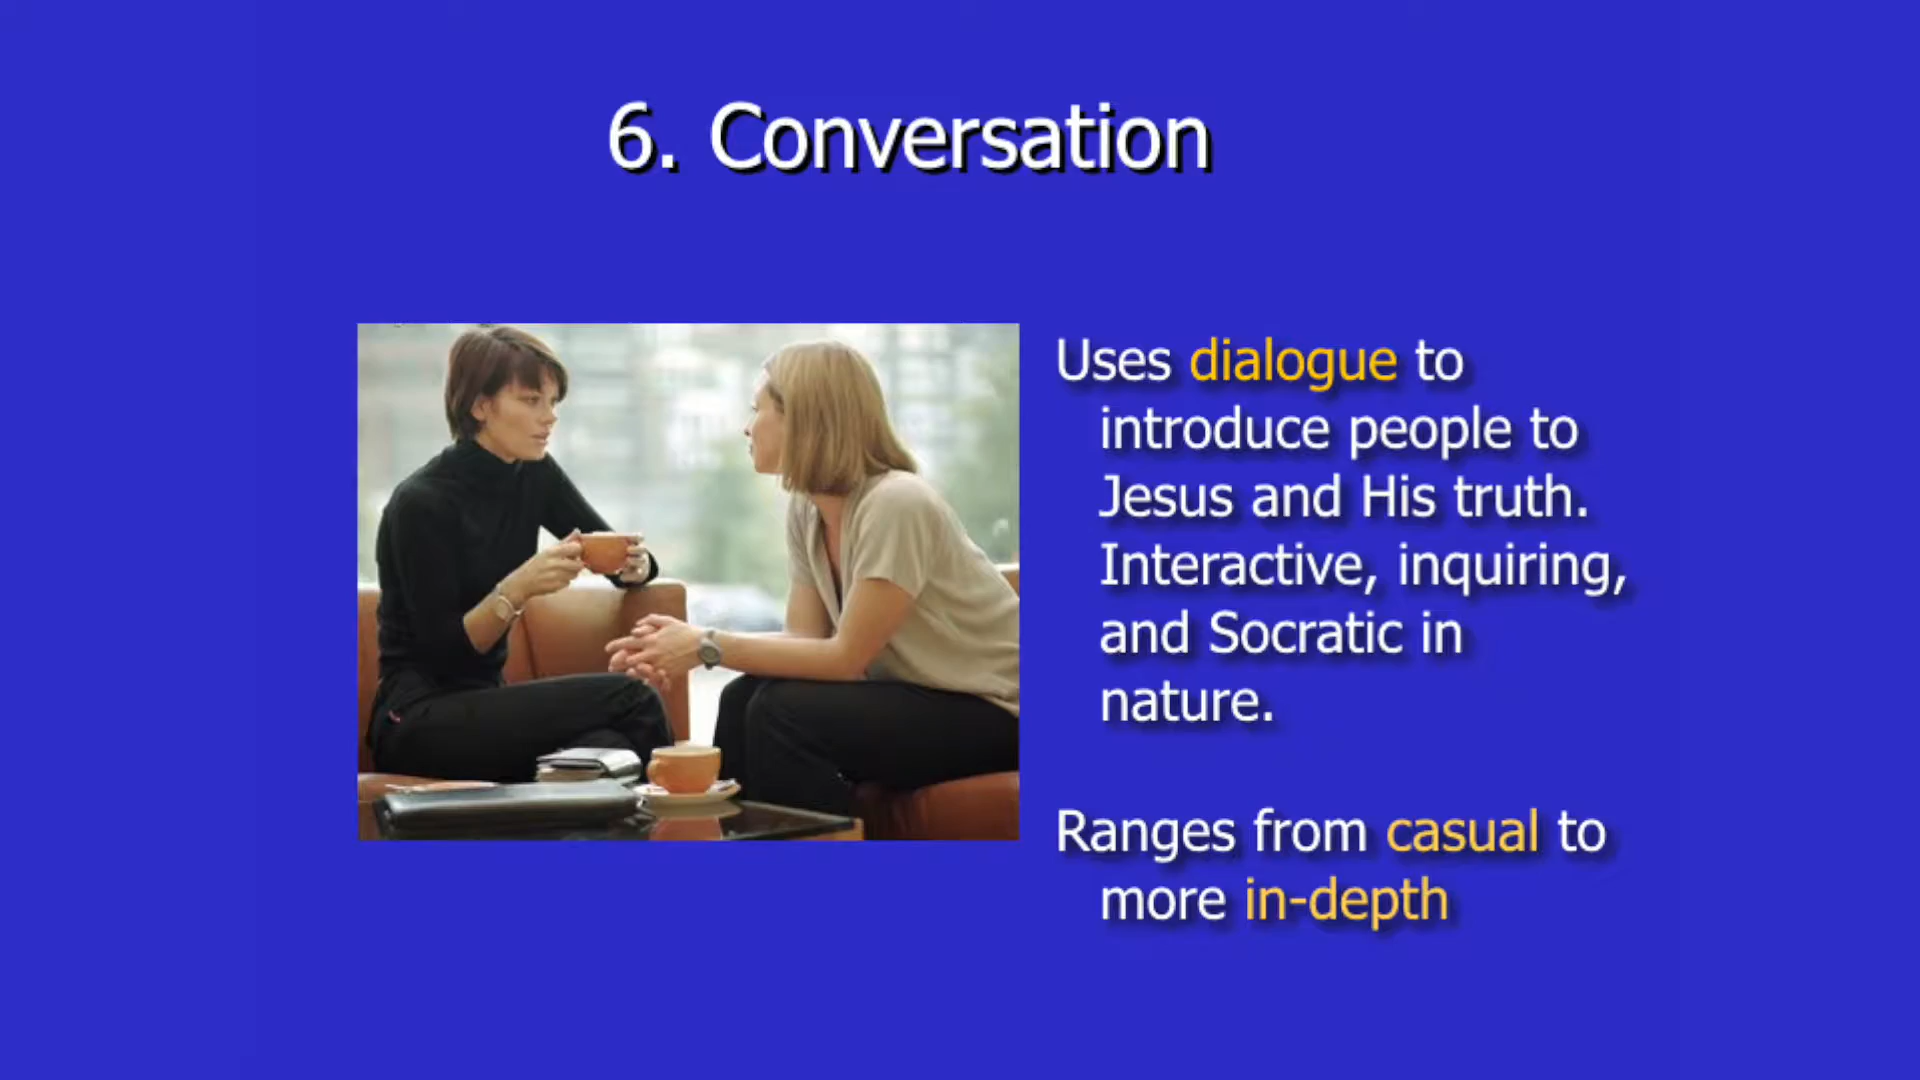 6. Conversation
Uses dialogue to
introduce people to
Jesus and His truth.
Interactive, inquiring,
and Socratic in
nature.
Ranges from casual to
more in-depth